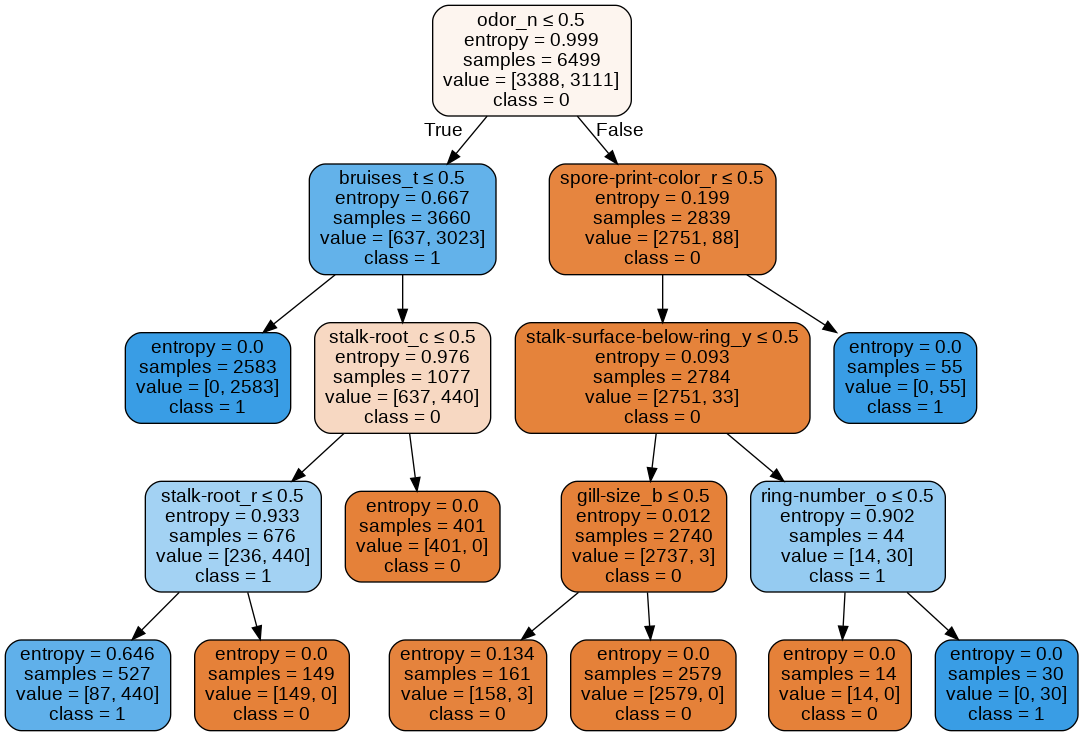 odor_n ≤ 0.5
entropy = 0.999
samples = 6499
value = [3388, 3111]
class = 0
True
False
bruises_t ≤ 0.5
entropy = 0.667
samples = 3660
value = [637, 3023]
class = 1
spore-print-color_r ≤ 0.5
entropy = 0.199
samples = 2839
value = [2751, 88]
class = 0
entropy = 0.0
samples = 2583
value = [0, 2583]
class = 1
stalk-root_c ≤ 0.5
entropy = 0.976
samples = 1077
value = [637, 440]
class = 0
stalk-surface-below-ring_y ≤ 0.5
entropy = 0.093
samples = 2784
value = [2751, 33]
class = 0
entropy = 0.0
samples = 55
value = [0, 55]
class = 1
stalk-root_r ≤ 0.5
entropy = 0.933
samples = 676
value = [236, 440]
class = 1
entropy = 0.0
samples = 401
value = [401, 0]
class = 0
gill-size_b ≤ 0.5
entropy = 0.012
samples = 2740
value = [2737, 3]
class = 0
ring-number_o ≤ 0.5
entropy = 0.902
samples = 44
value = [14, 30]
class = 1
entropy = 0.646
samples = 527
value = [87, 440]
class = 1
entropy = 0.0
samples = 149
value = [149, 0]
class = 0
entropy = 0.134
samples = 161
value = [158, 3]
class = 0
entropy = 0.0
samples = 2579
value = [2579, 0]
class = 0
entropy = 0.0
samples = 14
value = [14, 0]
class = 0
entropy = 0.0
samples = 30
value = [0, 30]
class = 1